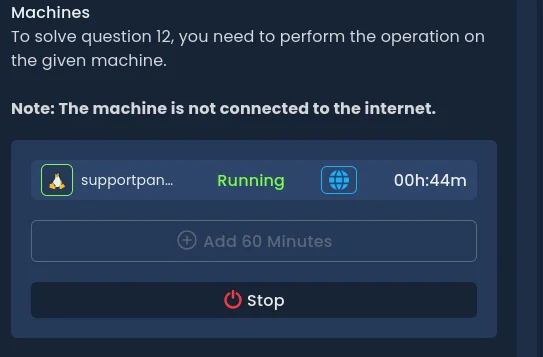 Machines
To solve question 12, you need to perform the operation on
the given machine.
Note: The machine is not connected to the internet.
supportpan... Running 00h:44m
Add 60 Minutes
Stop